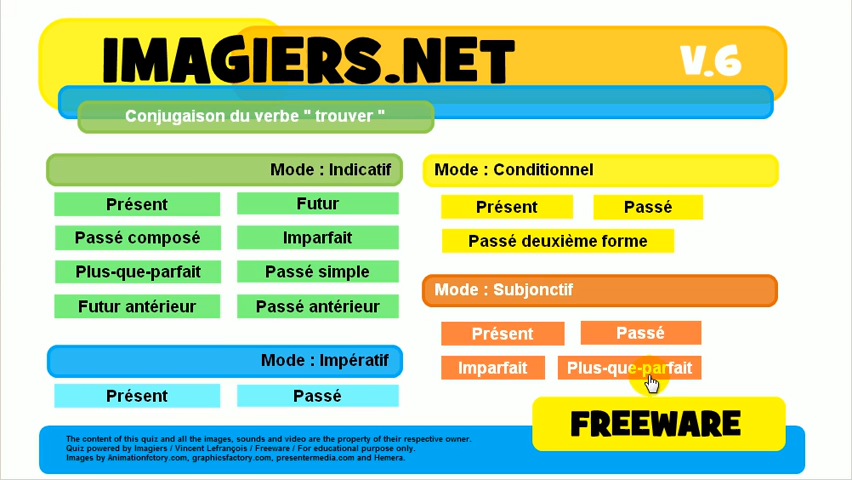 IMAGIERS.NET
V.6
Conjugaison du verbe " trouver "
Mode : Indicatif
Présent
Futur
Passé composé
Imparfait
Plus-que-parfait
Passé simple
Futur antérieur
Passé antérieur
Mode : Impératif
Présent
Passé
Mode : Conditionnel
Présent
Passé
Passé deuxième forme
Mode : Subjonctif
Présent
Passé
Imparfait
Plus-que-parfait
FREEWARE
The content of this quiz and all the images, sounds and video are the property of their respective owner.
Quiz powered by Imagiers / Vincent Lefrançois / Freeware / For educational purpose only.
Images by Animationfctory.com, graphicsfactory.com, presentermedia.com and Hemera.